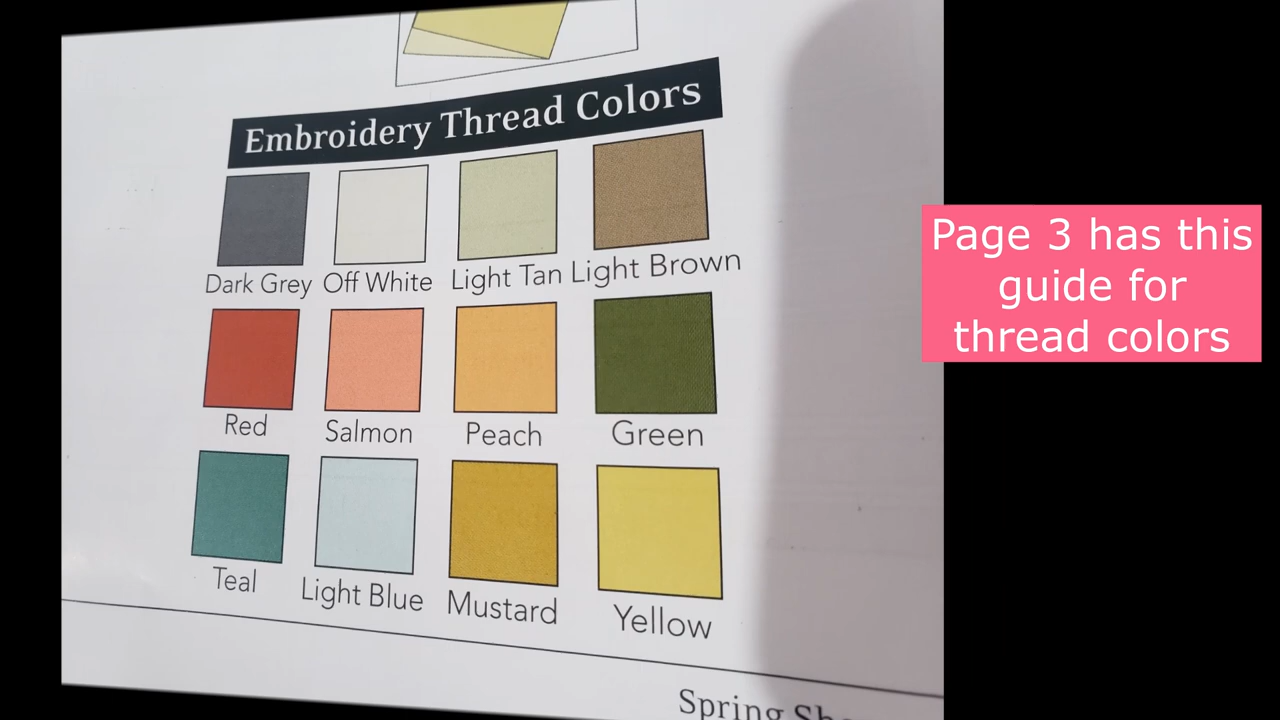 Embroidery Thread Colors
Dark Grey Off White Light Tan Light Brown
Red Salmon Peach Green
Teal Light Blue Mustard Yellow
Spring
Page 3 has this
guide for
thread colors